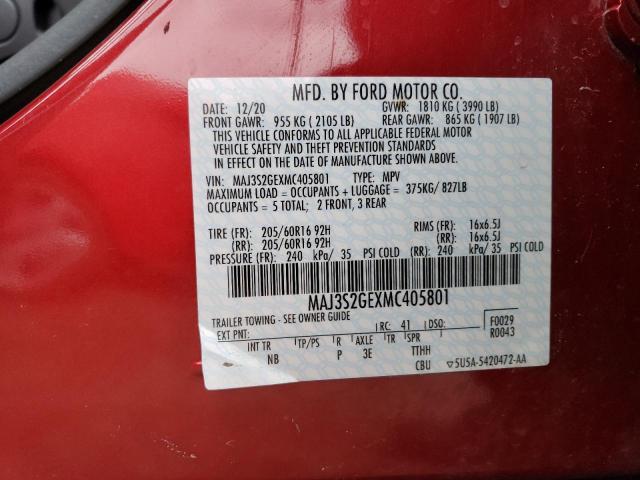 MFD. BY FORD MOTOR CO.
DATE: 12/20 GVWR: 1810 KG ( 3990 LB)
FRONT GAWR: 955 KG ( 2105 LB) REAR GAWR: 865 KG ( 1907 LB)
THIS VEHICLE CONFORMS TO ALL APPLICABLE FEDERAL MOTOR
VEHICLE SAFETY AND THEFT PREVENTION STANDARDS
IN EFFECT ON THE DATE OF MANUFACTURE SHOWN ABOVE.
VIN: MAJ3S2GEXMC405801 TYPE: MPV
MAXIMUM LOAD = OCCUPANTS + LUGGAGE = 375KG/ 827LB
OCCUPANTS = 5 TOTAL; 2 FRONT, 3 REAR
TIRE (FR): 205/60R16 92H RIMS (FR): 16x6.5J
(RR): 205/60R16 92H (RR): 16x6.5J
PRESSURE (FR): 240 kPa/ 35 PSI COLD (RR): 240 kPa/ 35 PSI COLD
MAJ3S2GEXMC405801
TRAILER TOWING - SEE OWNER GUIDE
EXT PNT: RC: 41 DSO: F0029
R0043
INT TR TP/PS R AXLE TR SPR
NB P 3E TTHH
CBU ▽5U5A-5420472-AA